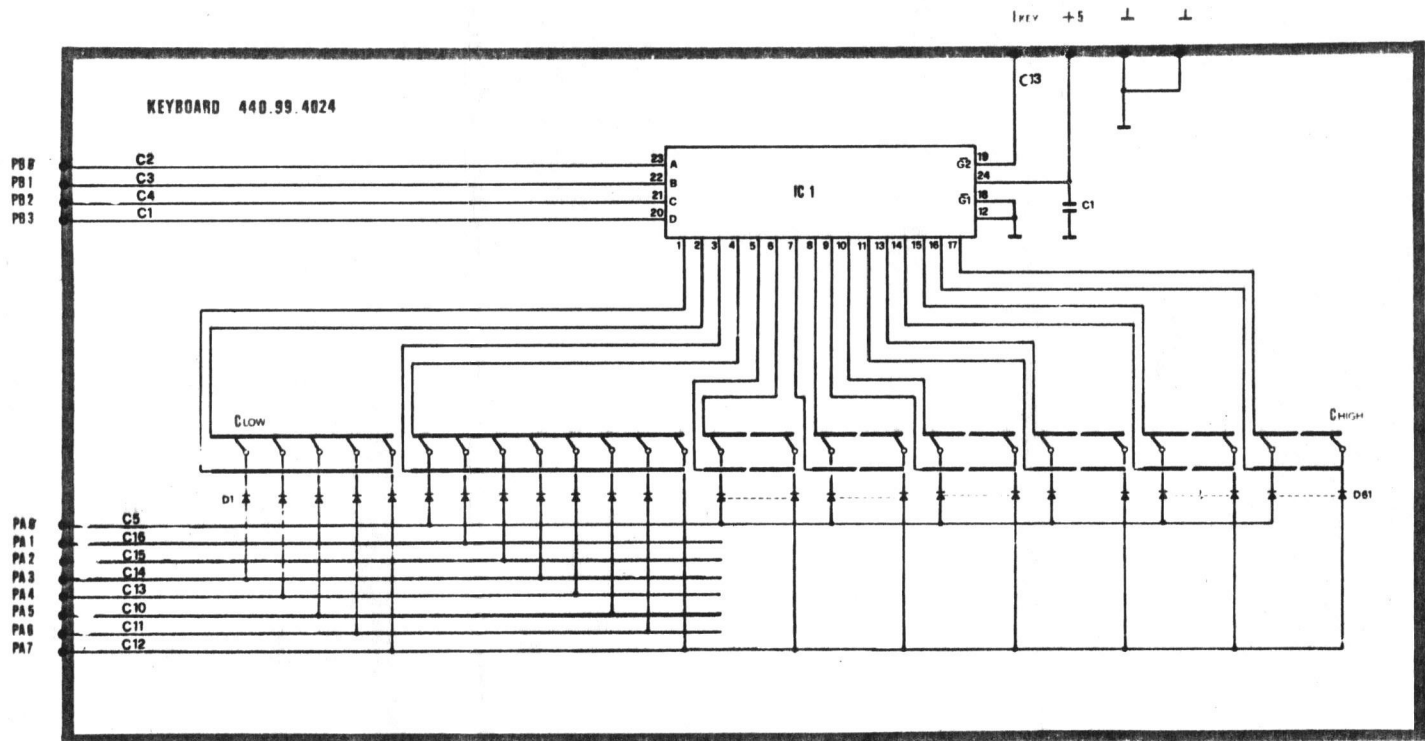 +5 ⊥ ⊥
C13
KEYBOARD 440.99.4024
PB0 C2 23 A
PB1 C3 22 B
PB2 C4 21 C
PB3 C1 20 D
IC 1
G2 19
24
G1 18
12
C1
1 2 3 4 5 6 7 8 9 10 11 13 14 15 16 17
CLOW
CHIGH
D1
D61
PA0 C5
PA1 C16
PA2 C15
PA3 C14
PA4 C13
PA5 C10
PA6 C11
PA7 C12